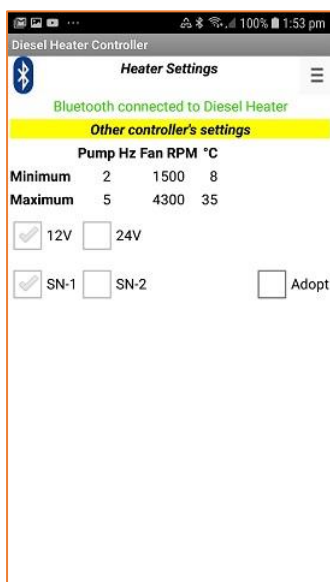 100% 1:53 pm
Diesel Heater Controller
Heater Settings
Bluetooth connected to Diesel Heater
Other controller's settings
Pump Hz Fan RPM °C
Minimum 2 1500 8
Maximum 5 4300 35
12V 24V
SN-1 SN-2 Adopt